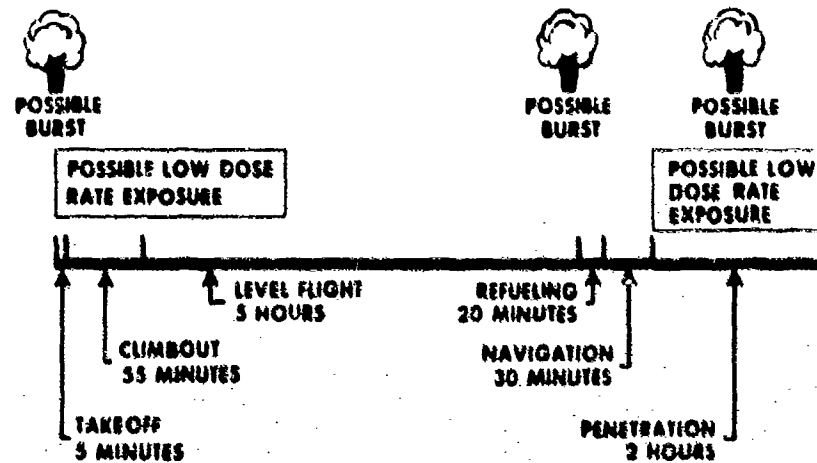 POSSIBLE
BURST
POSSIBLE
BURST
POSSIBLE
BURST
POSSIBLE LOW DOSE
RATE EXPOSURE
POSSIBLE LOW
DOSE RATE
EXPOSURE
LEVEL FLIGHT
5 HOURS
REFUELING
20 MINUTES
CLIMBOUT
55 MINUTES
NAVIGATION
30 MINUTES
TAKEOFF
5 MINUTES
PENETRATION
2 HOURS